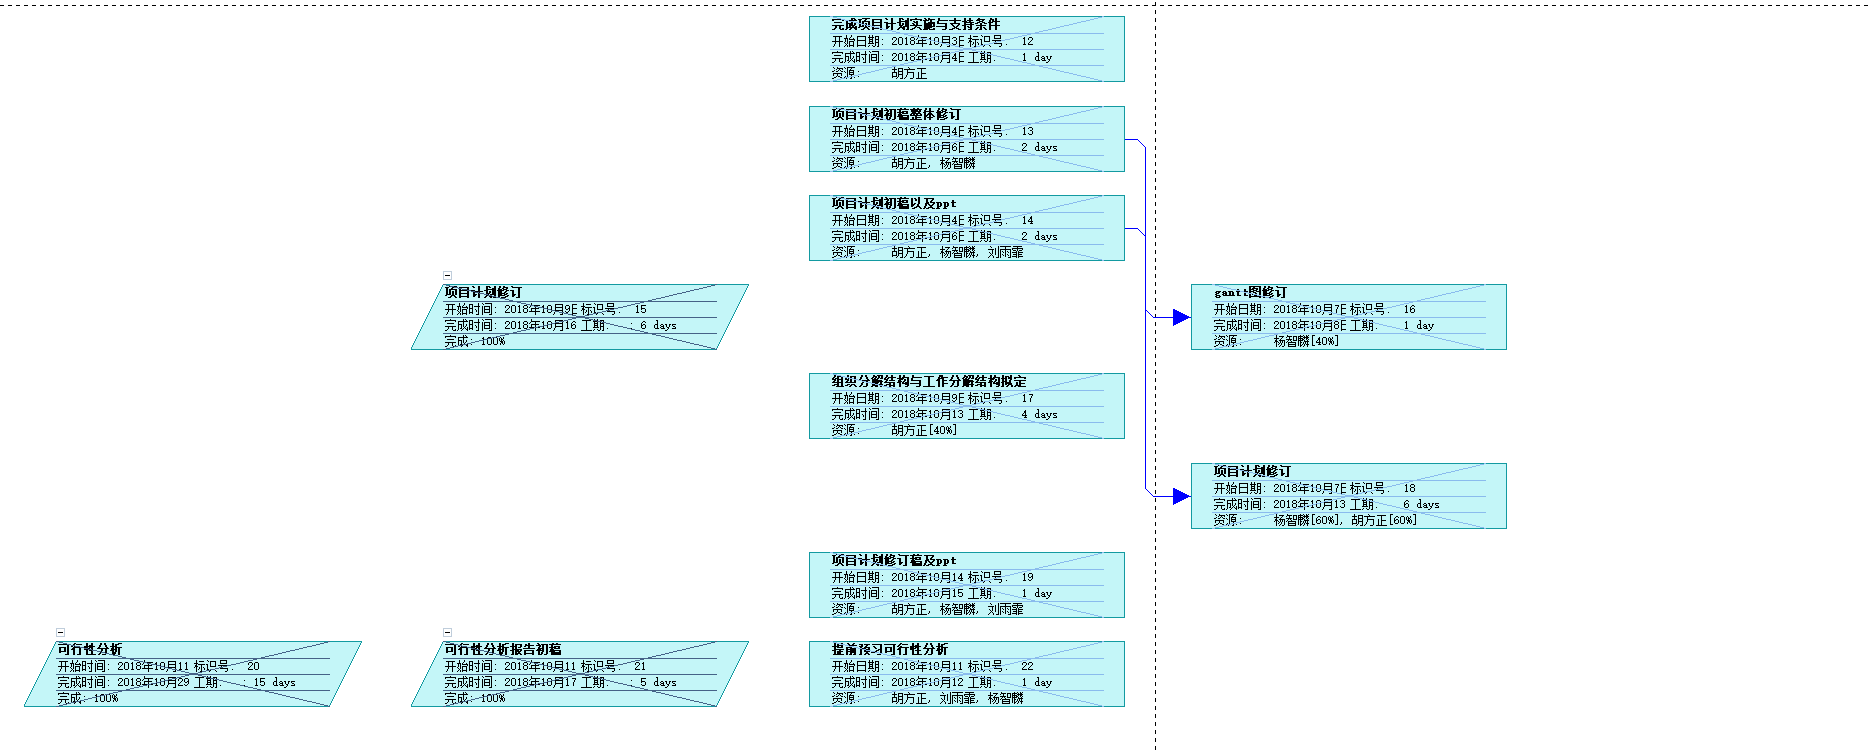 完成项目计划实施与支持条件
开始日期: 2018年10月3日 标识号: 12
完成时间: 2018年10月4日 工期: 1 day
资源: 胡方正
项目计划初稿整体修订
开始日期: 2018年10月4日 标识号: 13
完成时间: 2018年10月6日 工期: 2 days
资源: 胡方正, 杨智麟
项目计划初稿以及ppt
开始日期: 2018年10月4日 标识号: 14
完成时间: 2018年10月6日 工期: 2 days
资源: 胡方正, 杨智麟, 刘雨霏
项目计划修订
开始时间: 2018年10月9日 标识号: 15
完成时间: 2018年10月16 工期: : 6 days
完成: 100%
gantt图修订
开始日期: 2018年10月7日 标识号: 16
完成时间: 2018年10月8日 工期: 1 day
资源: 杨智麟[40%]
组织分解结构与工作分解结构拟定
开始日期: 2018年10月9日 标识号: 17
完成时间: 2018年10月13 工期: 4 days
资源: 胡方正[40%]
项目计划修订
开始日期: 2018年10月7日 标识号: 18
完成时间: 2018年10月13 工期: 6 days
资源: 杨智麟[60%], 胡方正[60%]
项目计划修订稿及ppt
开始日期: 2018年10月14 标识号: 19
完成时间: 2018年10月15 工期: 1 day
资源: 胡方正, 杨智麟, 刘雨霏
可行性分析
开始时间: 2018年10月11 标识号: 20
完成时间: 2018年10月29 工期: : 15 days
完成: 100%
可行性分析报告初稿
开始时间: 2018年10月11 标识号: 21
完成时间: 2018年10月17 工期: : 5 days
完成: 100%
提前预习可行性分析
开始日期: 2018年10月11 标识号: 22
完成时间: 2018年10月12 工期: 1 day
资源: 胡方正, 刘雨霏, 杨智麟